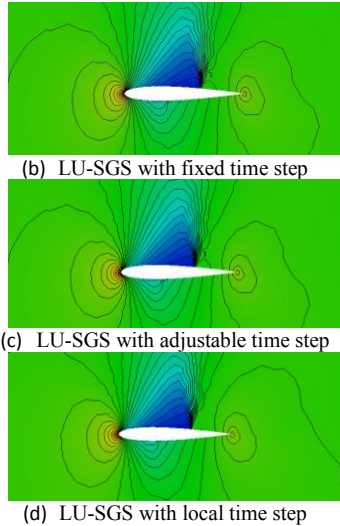 (b) LU-SGS with fixed time step
(c) LU-SGS with adjustable time step
(d) LU-SGS with local time step